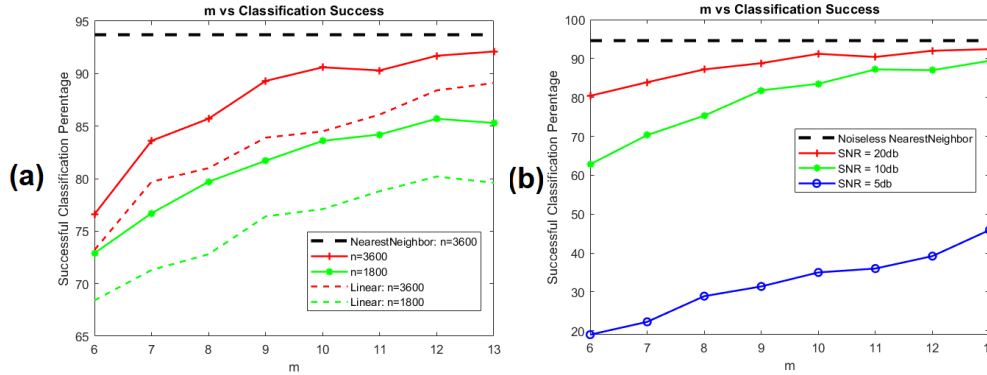 (a)
m vs Classification Success
Successful Classification Perentage
95
90
85
80
75
70
65
6 7 8 9 10 11 12 13
m
NearestNeighbor: n=3600
n=3600
n=1800
Linear: n=3600
Linear: n=1800
(b)
m vs Classification Success
Successful Classification Percentage
100
90
80
70
60
50
40
30
20
6 7 8 9 10 11 12
m
Noiseless NearestNeighbor
SNR = 20db
SNR = 10db
SNR = 5db